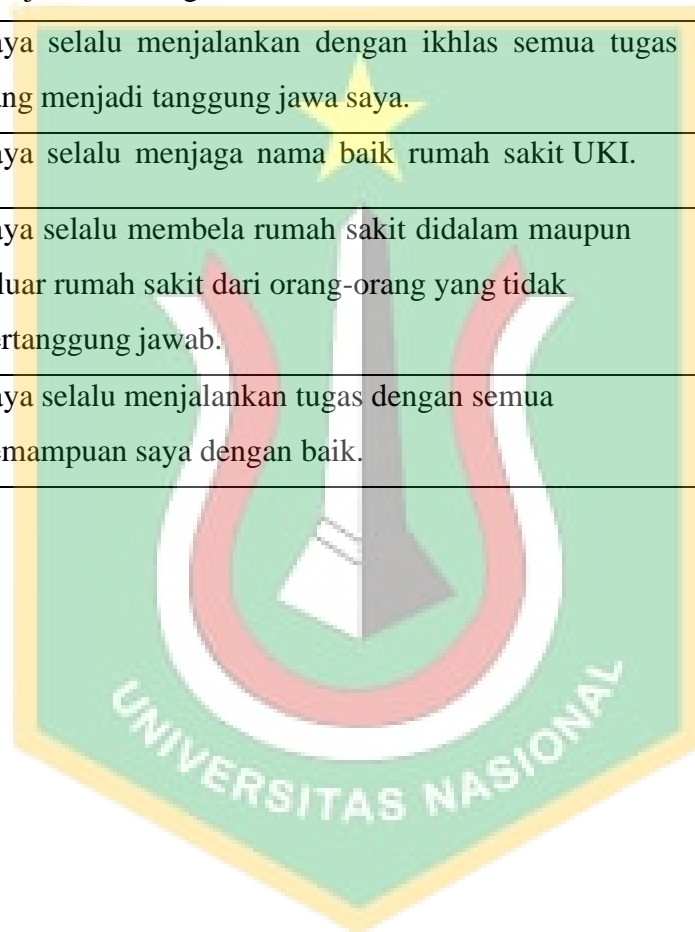 aya selalu menjalankan dengan ikhlas semua tugas
ang menjadi tanggung jawa saya.
aya selalu menjaga nama baik rumah sakit UKI.
aya selalu membela rumah sakit didalam maupun
luar rumah sakit dari orang-orang yang tidak
ertanggung jawab.
aya selalu menjalankan tugas dengan semua
emampuan saya dengan baik.
UNIVERSITAS NASIONAL